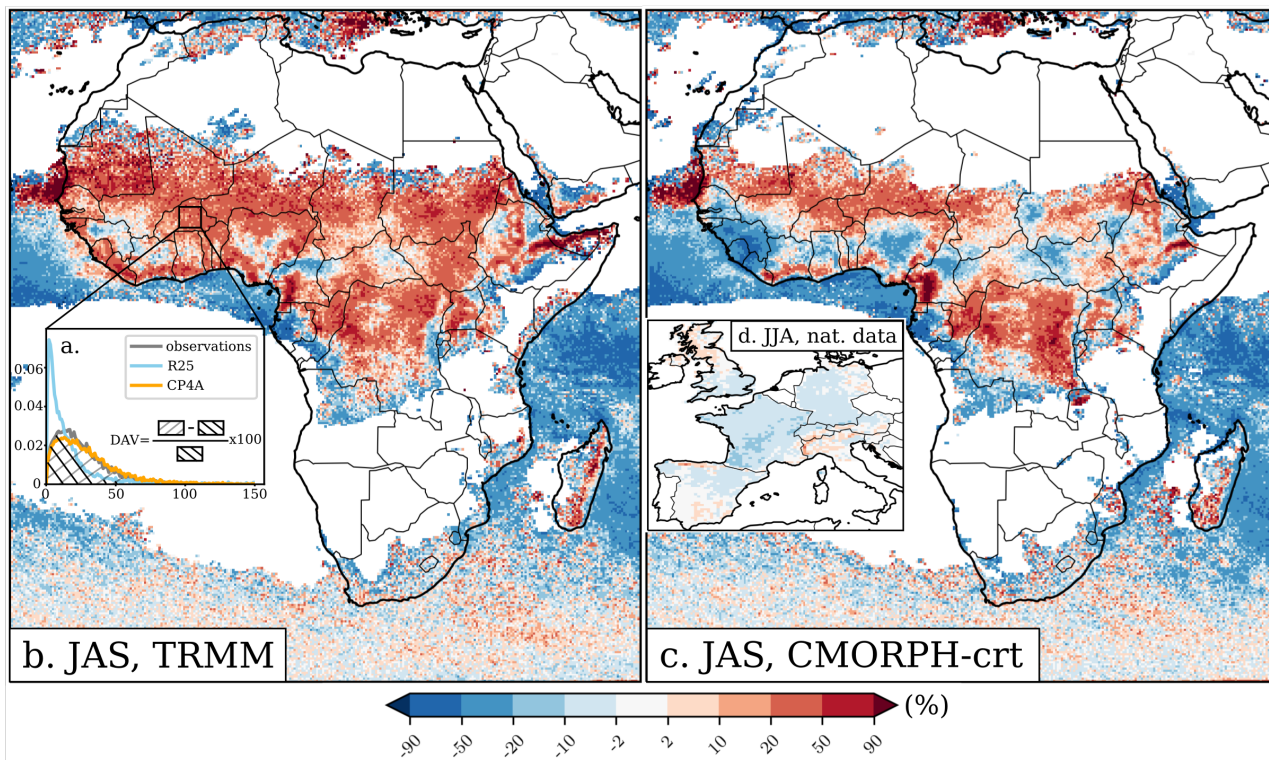 a.
observations
R25
CP4A
DAV= - x100
0.06
0.04
0.02
0
0 50 100 150
b. JAS, TRMM
d. JJA, nat. data
c. JAS, CMORPH-crt
-90 -50 -20 -10 -2 2 10 20 50 90 (%)